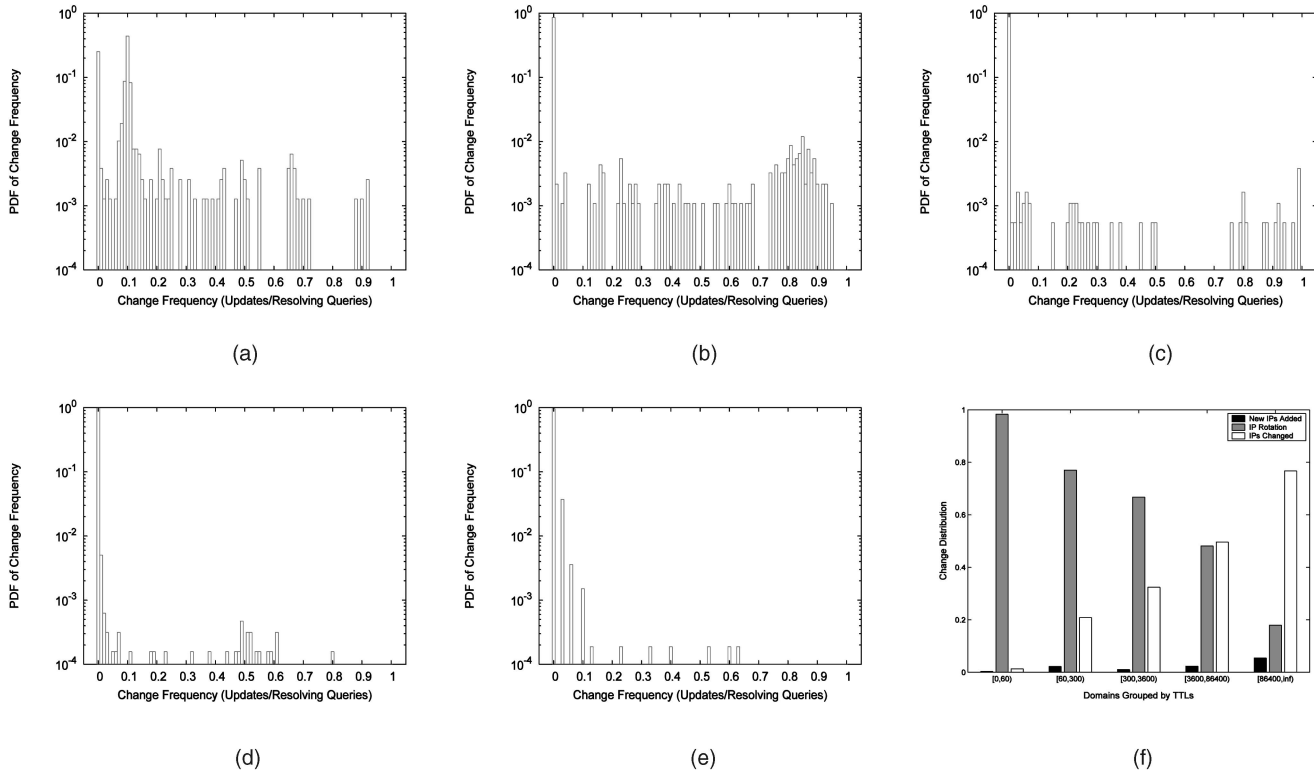 PDF of Change Frequency
10^0
10^-1
10^-2
10^-3
10^-4
0 0.1 0.2 0.3 0.4 0.5 0.6 0.7 0.8 0.9 1
Change Frequency (Updates/Resolving Queries)
(a)
PDF of Change Frequency
10^0
10^-1
10^-2
10^-3
10^-4
0 0.1 0.2 0.3 0.4 0.5 0.6 0.7 0.8 0.9 1
Change Frequency (Updates/Resolving Queries)
(b)
PDF of Change Frequency
10^0
10^-1
10^-2
10^-3
10^-4
0 0.1 0.2 0.3 0.4 0.5 0.6 0.7 0.8 0.9 1
Change Frequency (Updates/Resolving Queries)
(c)
PDF of Change Frequency
10^0
10^-1
10^-2
10^-3
10^-4
0 0.1 0.2 0.3 0.4 0.5 0.6 0.7 0.8 0.9 1
Change Frequency (Updates/Resolving Queries)
(d)
PDF of Change Frequency
10^0
10^-1
10^-2
10^-3
10^-4
0 0.1 0.2 0.3 0.4 0.5 0.6 0.7 0.8 0.9 1
Change Frequency (Updates/Resolving Queries)
(e)
Change Distribution
1
0.8
0.6
0.4
0.2
0
New IPs Added
IP Rotation
IPs Changed
[0,60) [60,300) [300,3600) [3600,86400) [86400,inf)
Domains Grouped by TTLs
(f)